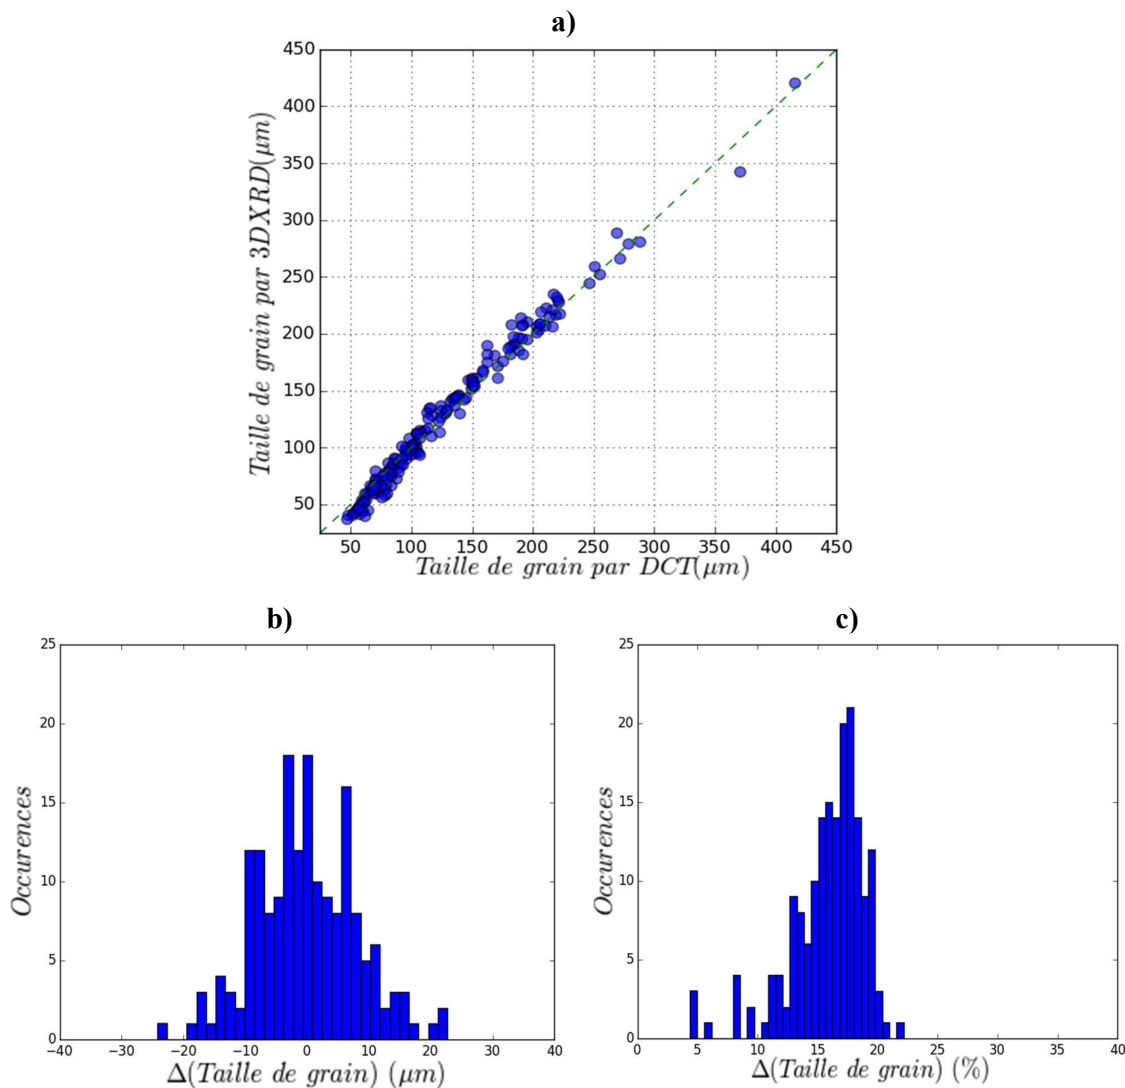 a)
450
400
350
300
250
200
150
100
50
Taille de grain par 3DXRD(μm)
50 100 150 200 250 300 350 400 450
Taille de grain par DCT(μm)
b)
25
20
15
10
5
0
Occurences
−40 −30 −20 −10 0 10 20 30 40
Δ(Taille de grain) (μm)
c)
25
20
15
10
5
0
Occurences
0 5 10 15 20 25 30 35 40
Δ(Taille de grain) (%)